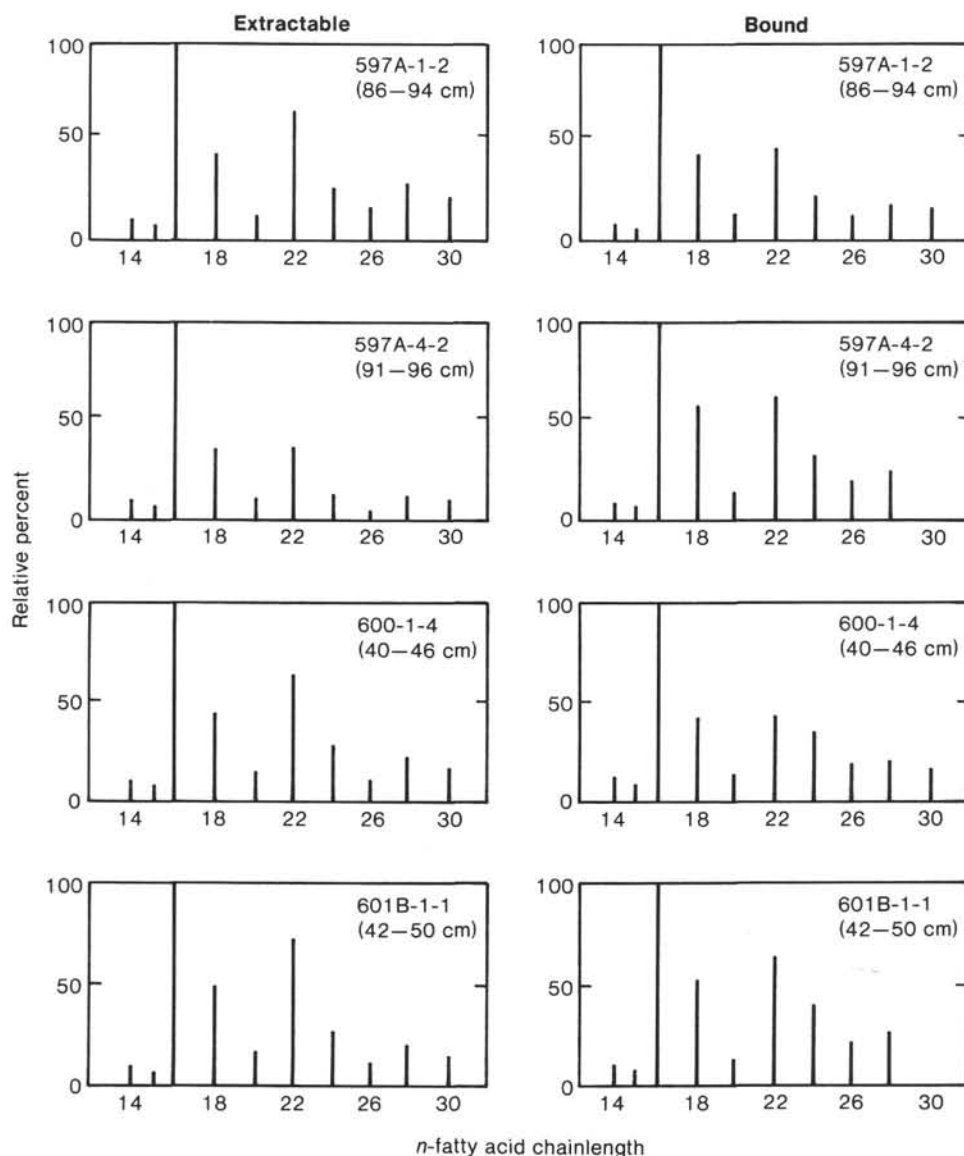 Extractable
Bound
100
50
0
597A-1-2
(86—94 cm)
14 18 22 26 30
100
50
0
597A-1-2
(86—94 cm)
14 18 22 26 30
100
50
0
597A-4-2
(91—96 cm)
14 18 22 26 30
100
50
0
597A-4-2
(91—96 cm)
14 18 22 26 30
Relative percent
100
50
0
600-1-4
(40—46 cm)
14 18 22 26 30
100
50
0
600-1-4
(40—46 cm)
14 18 22 26 30
100
50
0
601B-1-1
(42—50 cm)
14 18 22 26 30
100
50
0
601B-1-1
(42—50 cm)
14 18 22 26 30
n-fatty acid chainlength